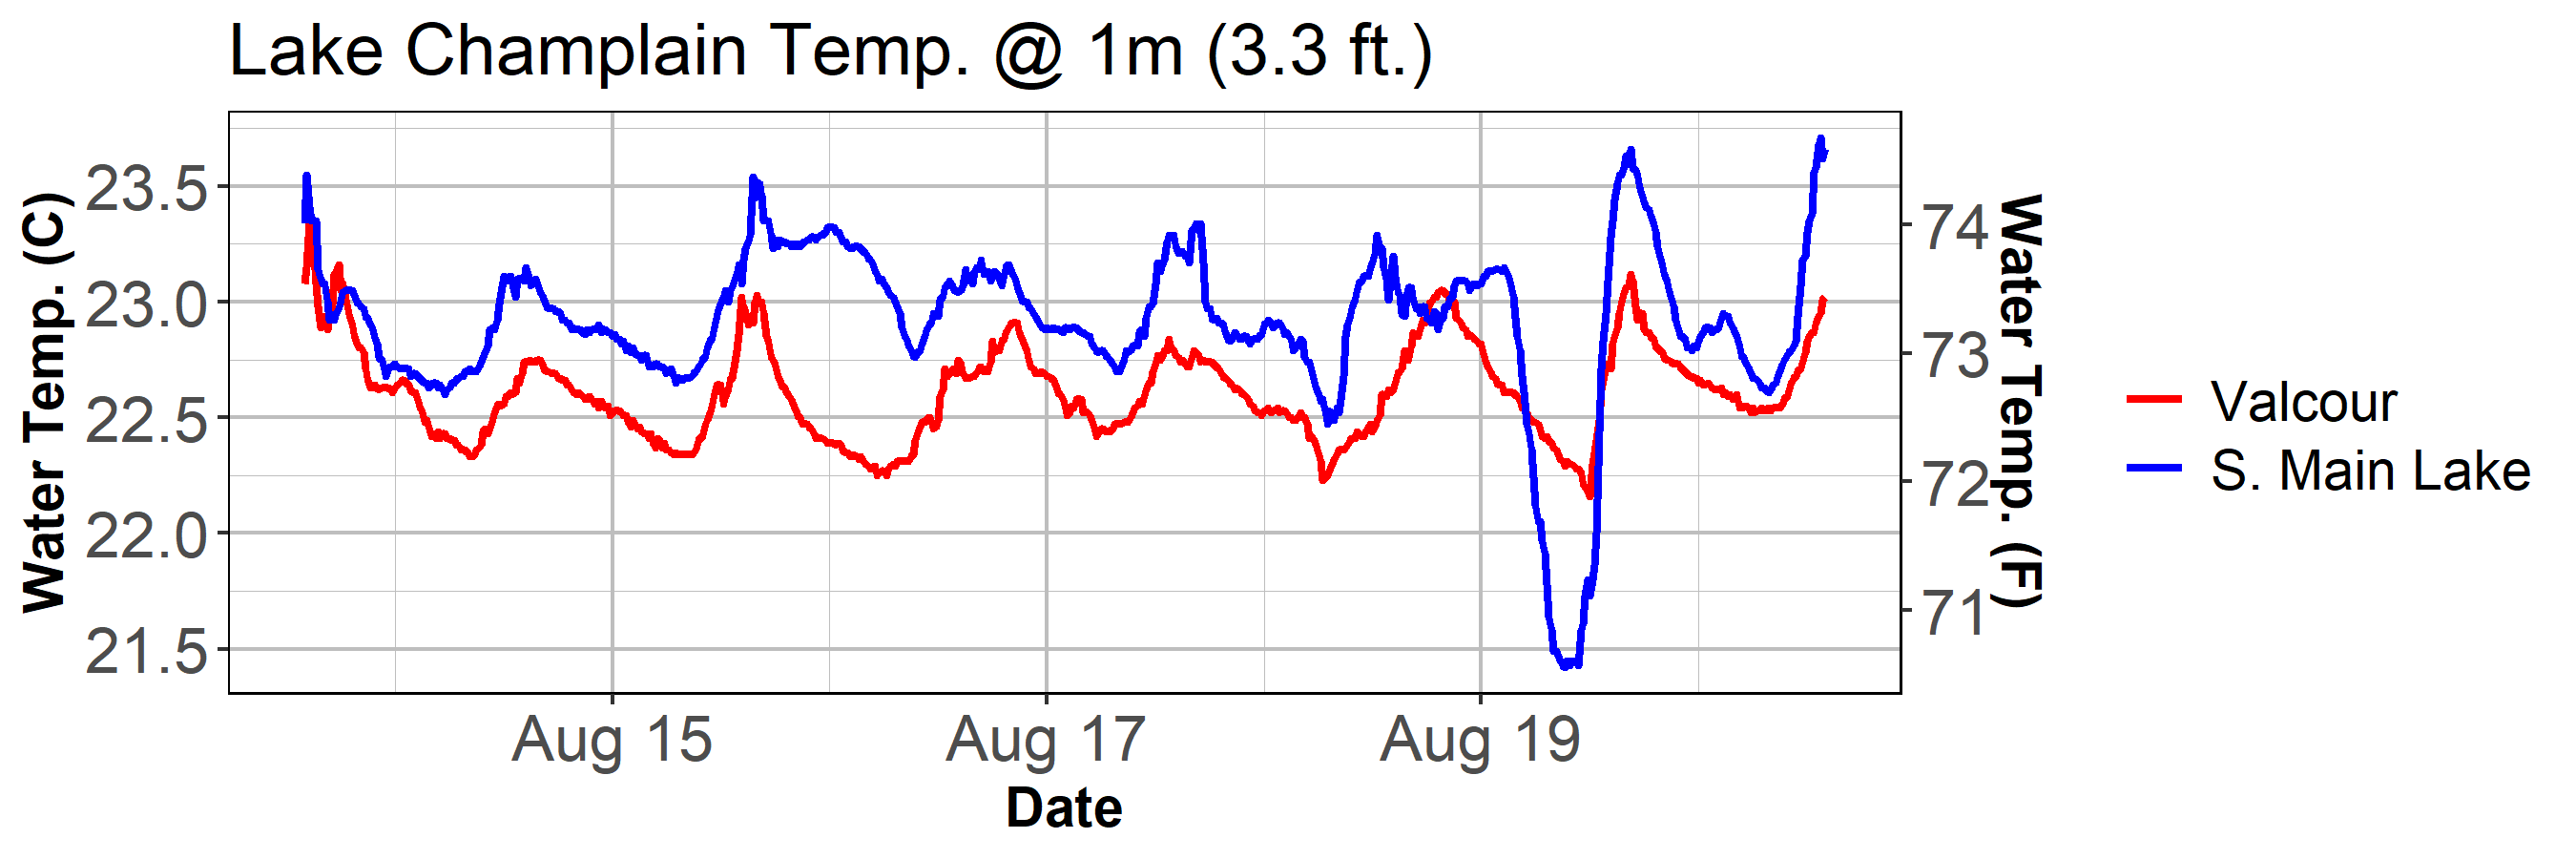 Lake Champlain Temp. @ 1m (3.3 ft.)
Water Temp. (C)
23.5
23.0
22.5
22.0
21.5
74
73
72
71
Water Temp. (F)
Aug 15
Aug 17
Aug 19
Date
Valcour
S. Main Lake